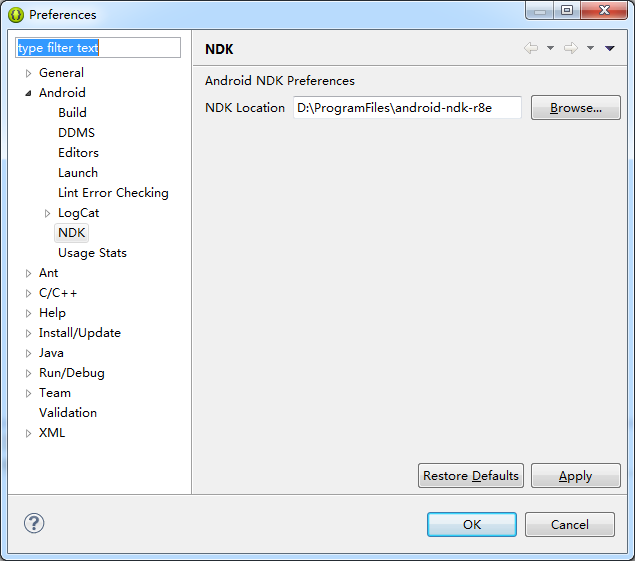 Preferences
type filter text
General
Android
Build
DDMS
Editors
Launch
Lint Error Checking
LogCat
NDK
Usage Stats
Ant
C/C++
Help
Install/Update
Java
Run/Debug
Team
Validation
XML
NDK
Android NDK Preferences
NDK Location D:\ProgramFiles\android-ndk-r8e Browse...
Restore Defaults Apply
? OK Cancel